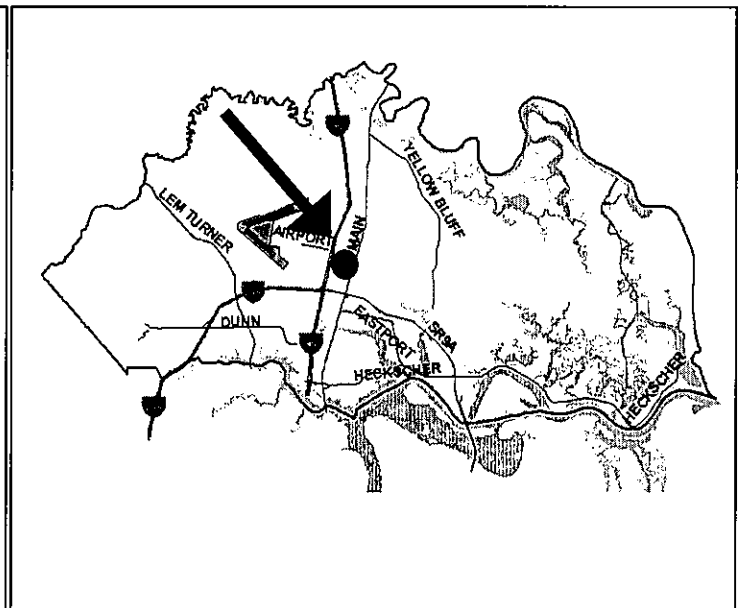 YELLOW BLUFF
LEM TURNER
MAIN
AIRPORT
DUNN
EASTPORT
SR9A
HECKSCHER
HECKSCHER